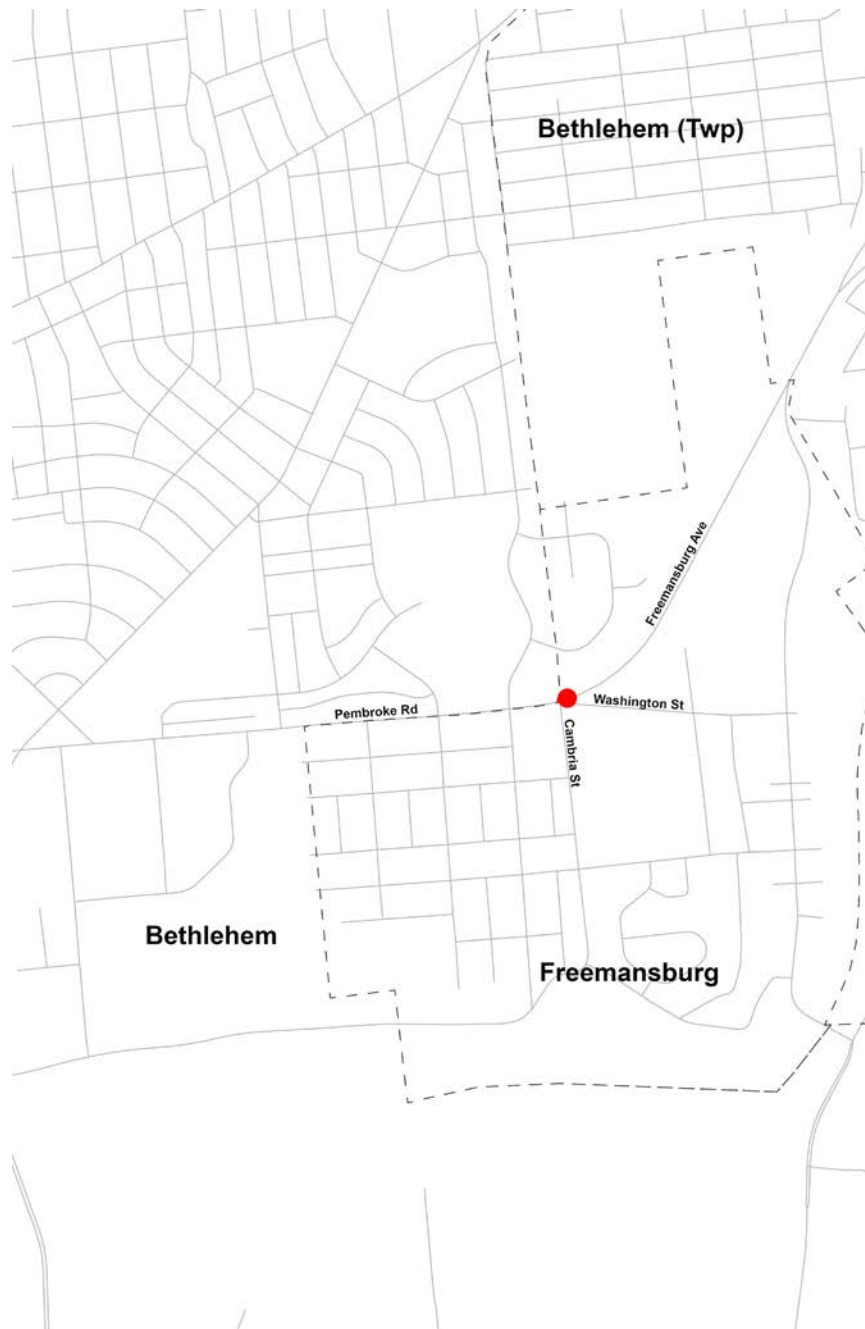 Bethlehem (Twp)
Freemansburg Ave
Washington St
Pembroke Rd
Cambria St
Bethlehem
Freemansburg